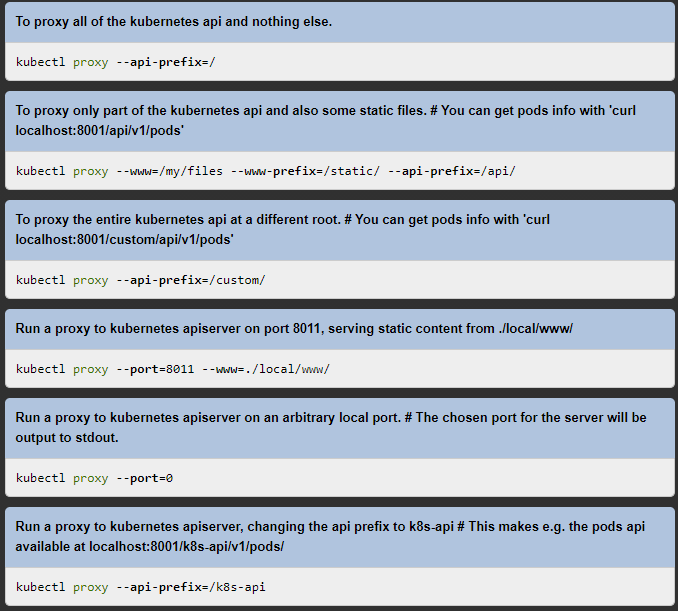 To proxy all of the kubernetes api and nothing else.
kubectl proxy --api-prefix=/
To proxy only part of the kubernetes api and also some static files. # You can get pods info with 'curl
localhost:8001/api/v1/pods'
kubectl proxy --www=/my/files --www-prefix=/static/ --api-prefix=/api/
To proxy the entire kubernetes api at a different root. # You can get pods info with 'curl
localhost:8001/custom/api/v1/pods'
kubectl proxy --api-prefix=/custom/
Run a proxy to kubernetes apiserver on port 8011, serving static content from ./local/www/
kubectl proxy --port=8011 --www=./local/www/
Run a proxy to kubernetes apiserver on an arbitrary local port. # The chosen port for the server will be
output to stdout.
kubectl proxy --port=0
Run a proxy to kubernetes apiserver, changing the api prefix to k8s-api # This makes e.g. the pods api
available at localhost:8001/k8s-api/v1/pods/
kubectl proxy --api-prefix=/k8s-api